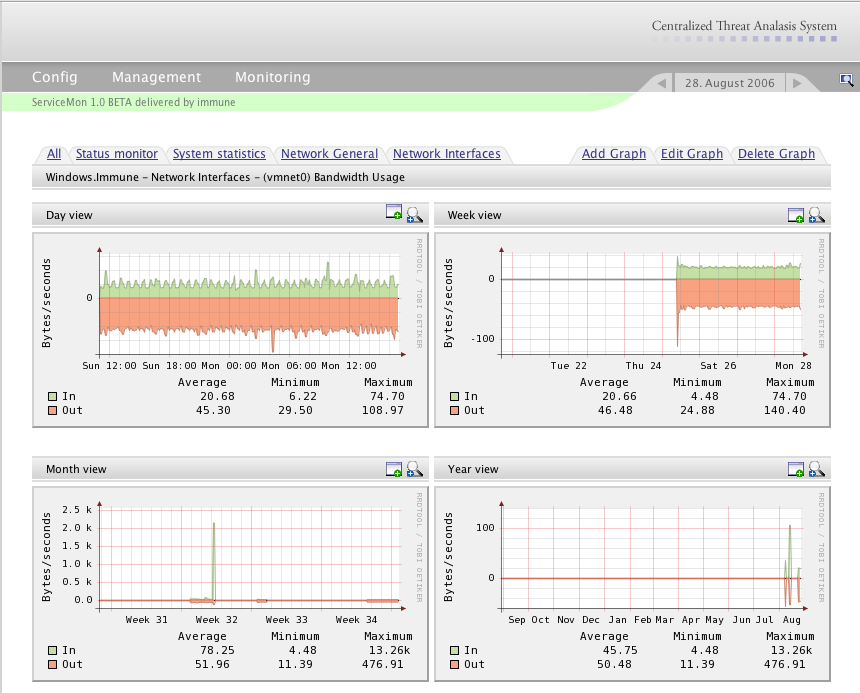 Centralized Threat Analasis System
Config Management Monitoring
28. August 2006
ServiceMon 1.0 BETA delivered by immune
All Status monitor System statistics Network General Network Interfaces Add Graph Edit Graph Delete Graph
Windows.Immune – Network Interfaces – (vmnet0) Bandwidth Usage
Day view
RRDTOOL / TOBI OETIKER
Bytes/seconds
0
Sun 12:00 Sun 18:00 Mon 00:00 Mon 06:00 Mon 12:00
Average Minimum Maximum
In 20.68 6.22 74.70
Out 45.30 29.50 108.97
Week view
RRDTOOL / TOBI OETIKER
Bytes/seconds
0
-100
Tue 22 Thu 24 Sat 26 Mon 28
Average Minimum Maximum
In 20.66 4.48 74.70
Out 46.48 24.88 140.40
Month view
RRDTOOL / TOBI OETIKER
Bytes/seconds
2.5 k
2.0 k
1.5 k
1.0 k
0.5 k
0.0
Week 31 Week 32 Week 33 Week 34
Average Minimum Maximum
In 78.25 4.48 13.26k
Out 51.96 11.39 476.91
Year view
RRDTOOL / TOBI OETIKER
Bytes/seconds
100
0
Sep Oct Nov Dec Jan Feb Mar Apr May Jun Jul Aug
Average Minimum Maximum
In 45.75 4.48 13.26k
Out 50.48 11.39 476.91